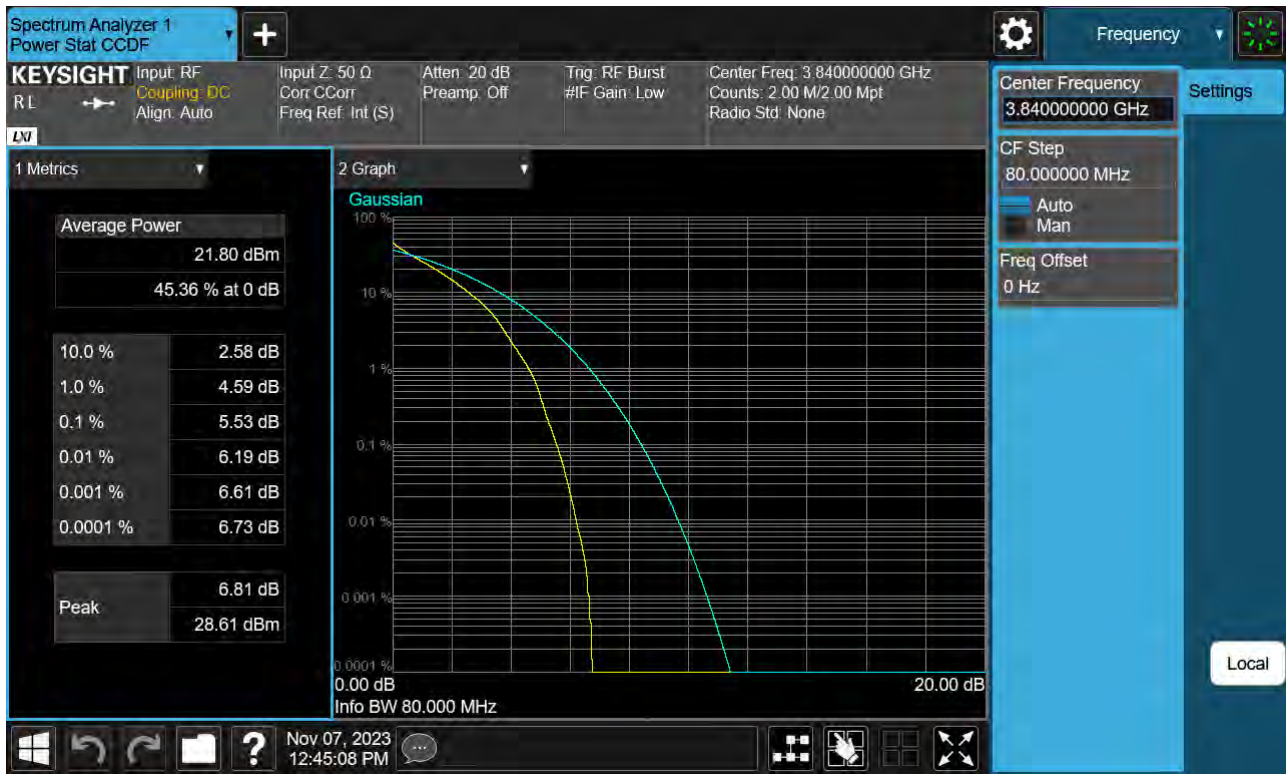 Spectrum Analyzer 1
Power Stat CCDF
Frequency
KEYSIGHT
RL
LXI
Input: RF
Coupling: DC
Align: Auto
Input Z: 50 Ω
Corr CCorr
Freq Ref: Int (S)
Atten: 20 dB
Preamp: Off
Trig: RF Burst
#IF Gain: Low
Center Freq: 3.840000000 GHz
Counts: 2.00 M/2.00 Mpt
Radio Std: None
Center Frequency
3.840000000 GHz
Settings
CF Step
80.000000 MHz
Auto
Man
Freq Offset
0 Hz
1 Metrics
Average Power
21.80 dBm
45.36 % at 0 dB
10.0 % 2.58 dB
1.0 % 4.59 dB
0.1 % 5.53 dB
0.01 % 6.19 dB
0.001 % 6.61 dB
0.0001 % 6.73 dB
Peak
6.81 dB
28.61 dBm
2 Graph
Gaussian
100 %
10 %
1 %
0.1 %
0.01 %
0.001 %
0.0001 %
0.00 dB 20.00 dB
Info BW 80.000 MHz
Local
?
Nov 07, 2023
12:45:08 PM